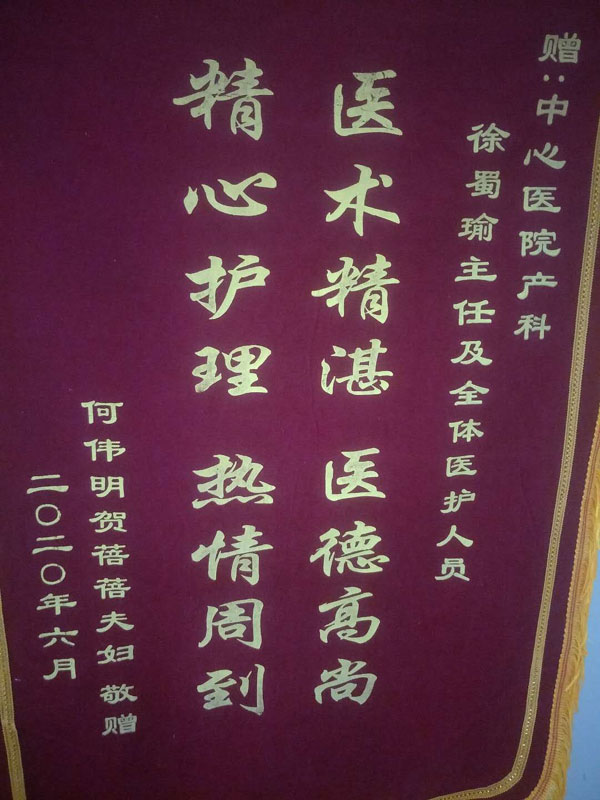 赠:中心医院产科
徐蜀瑜主任及全体医护人员
医术精湛 医德高尚
精心护理 热情周到
何伟明贺蓓蓓夫妇 敬赠
二〇二〇年六月